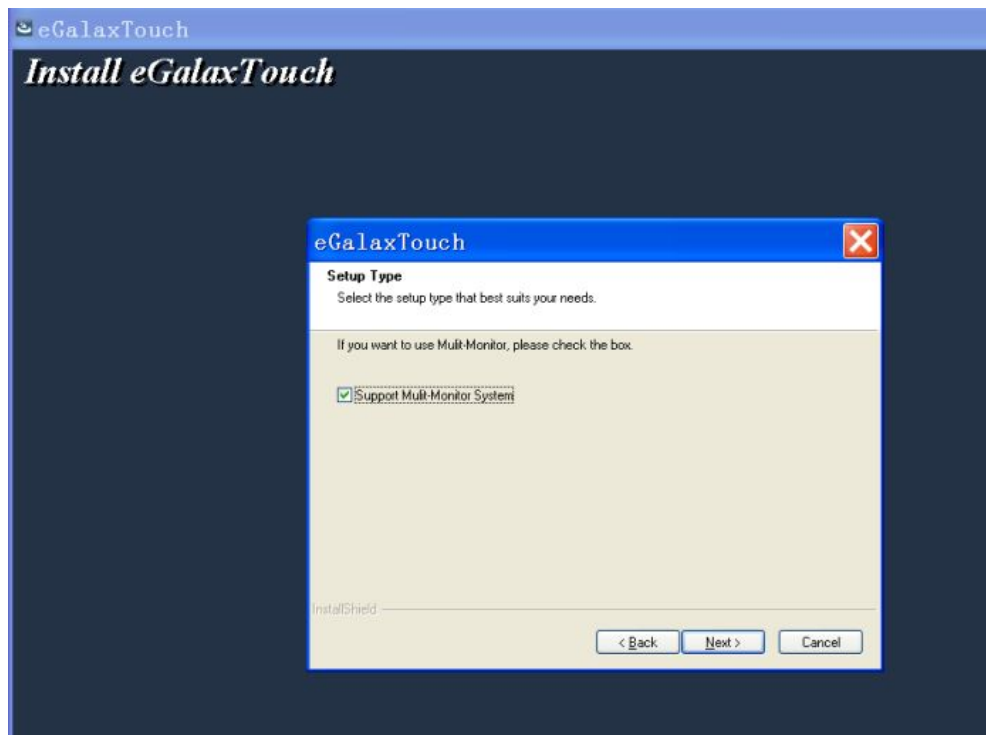 eGalaxTouch
Install eGalaxTouch
eGalaxTouch
Setup Type
Select the setup type that best suits your needs.
If you want to use Mulit-Monitor, please check the box.
Support Mulit-Monitor System
InstallShield
< Back
Next >
Cancel